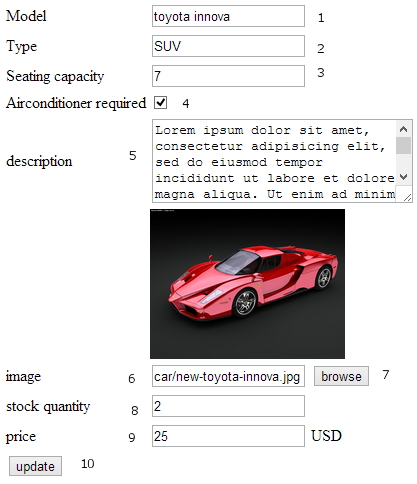 Model toyota innova 1
Type SUV 2
Seating capacity 7 3
Airconditioner required 4
Lorem ipsum dolor sit amet,
consectetur adipisicing elit,
description 5 sed do eiusmod tempor
incididunt ut labore et dolore
magna aliqua. Ut enim ad minim
image 6 car/new-toyota-innova.jpg browse 7
stock quantity 8 2
price 9 25 USD
update 10